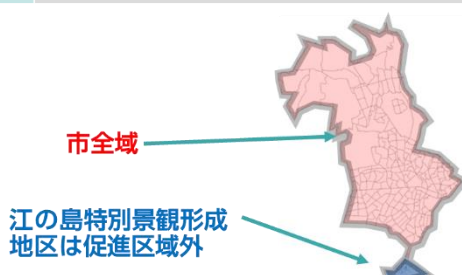 市全域
江の島特別景観形成
地区は促進区域外